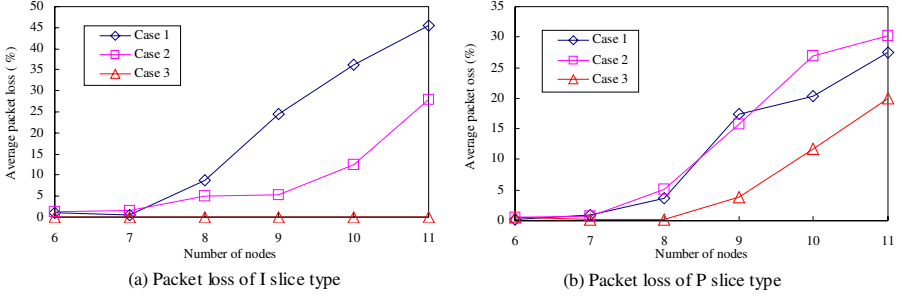 50
45
40
35
30
25
20
15
10
5
0
Average packet loss ( %)
Case 1
Case 2
Case 3
6 7 8 9 10 11
Number of nodes
(a) Packet loss of I slice type
35
30
25
20
15
10
5
0
Average packet oss (%)
Case 1
Case 2
Case 3
6 7 8 9 10 11
Number of nodes
(b) Packet loss of P slice type